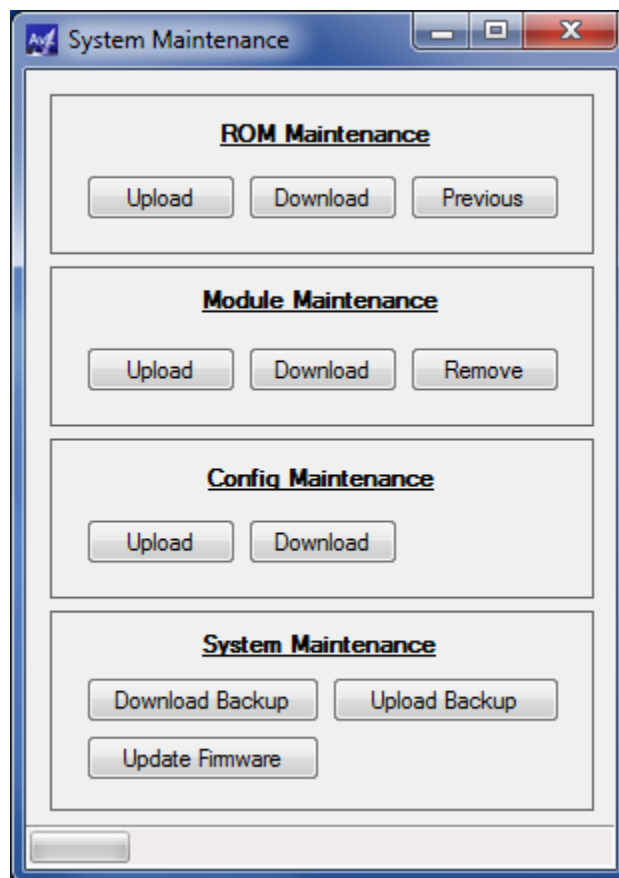 System Maintenance
ROM Maintenance
Upload Download Previous
Module Maintenance
Upload Download Remove
Config Maintenance
Upload Download
System Maintenance
Download Backup Upload Backup
Update Firmware